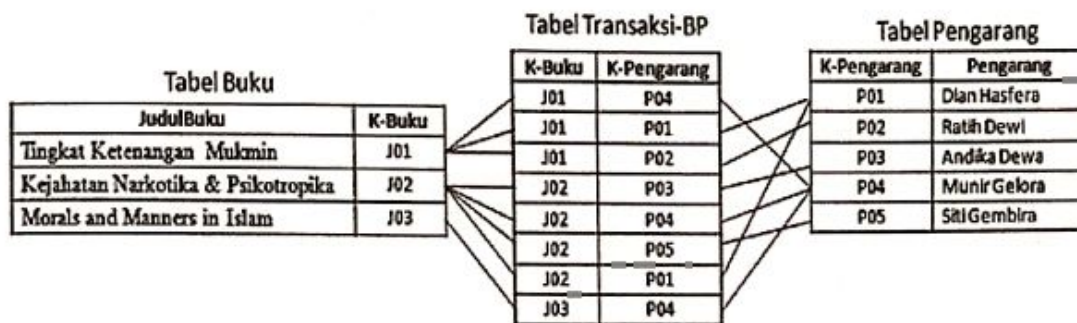 Tabel Buku
JudulBuku K-Buku
Tingkat Ketenangan Mukmin J01
Kejahatan Narkotika & Psikotropika J02
Morals and Manners in Islam J03
Tabel Transaksi-BP
K-Buku K-Pengarang
J01 P04
J01 P01
J01 P02
J02 P03
J02 P04
J02 P05
J02 P01
J03 P04
Tabel Pengarang
K-Pengarang Pengarang
P01 Dian Hasfera
P02 Ratih Dewi
P03 Andika Dewa
P04 Munir Gelora
P05 Siti Gembira